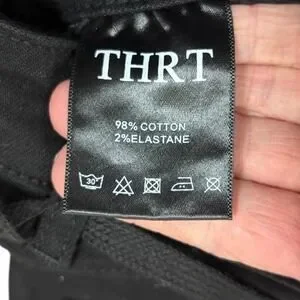 THRT
98% COTTON
2%ELASTANE
30°